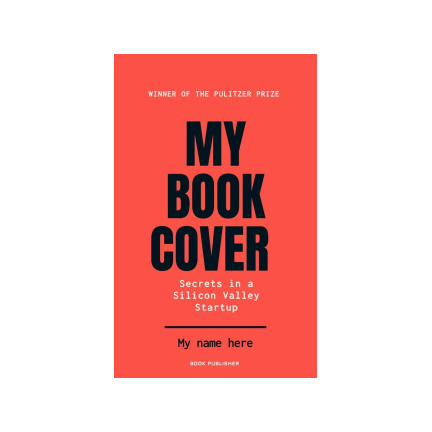 WINNER OF THE PULITZER PRIZE
MY
BOOK
COVER
Secrets in a
Silicon Valley
Startup
My name here
BOOK PUBLISHER